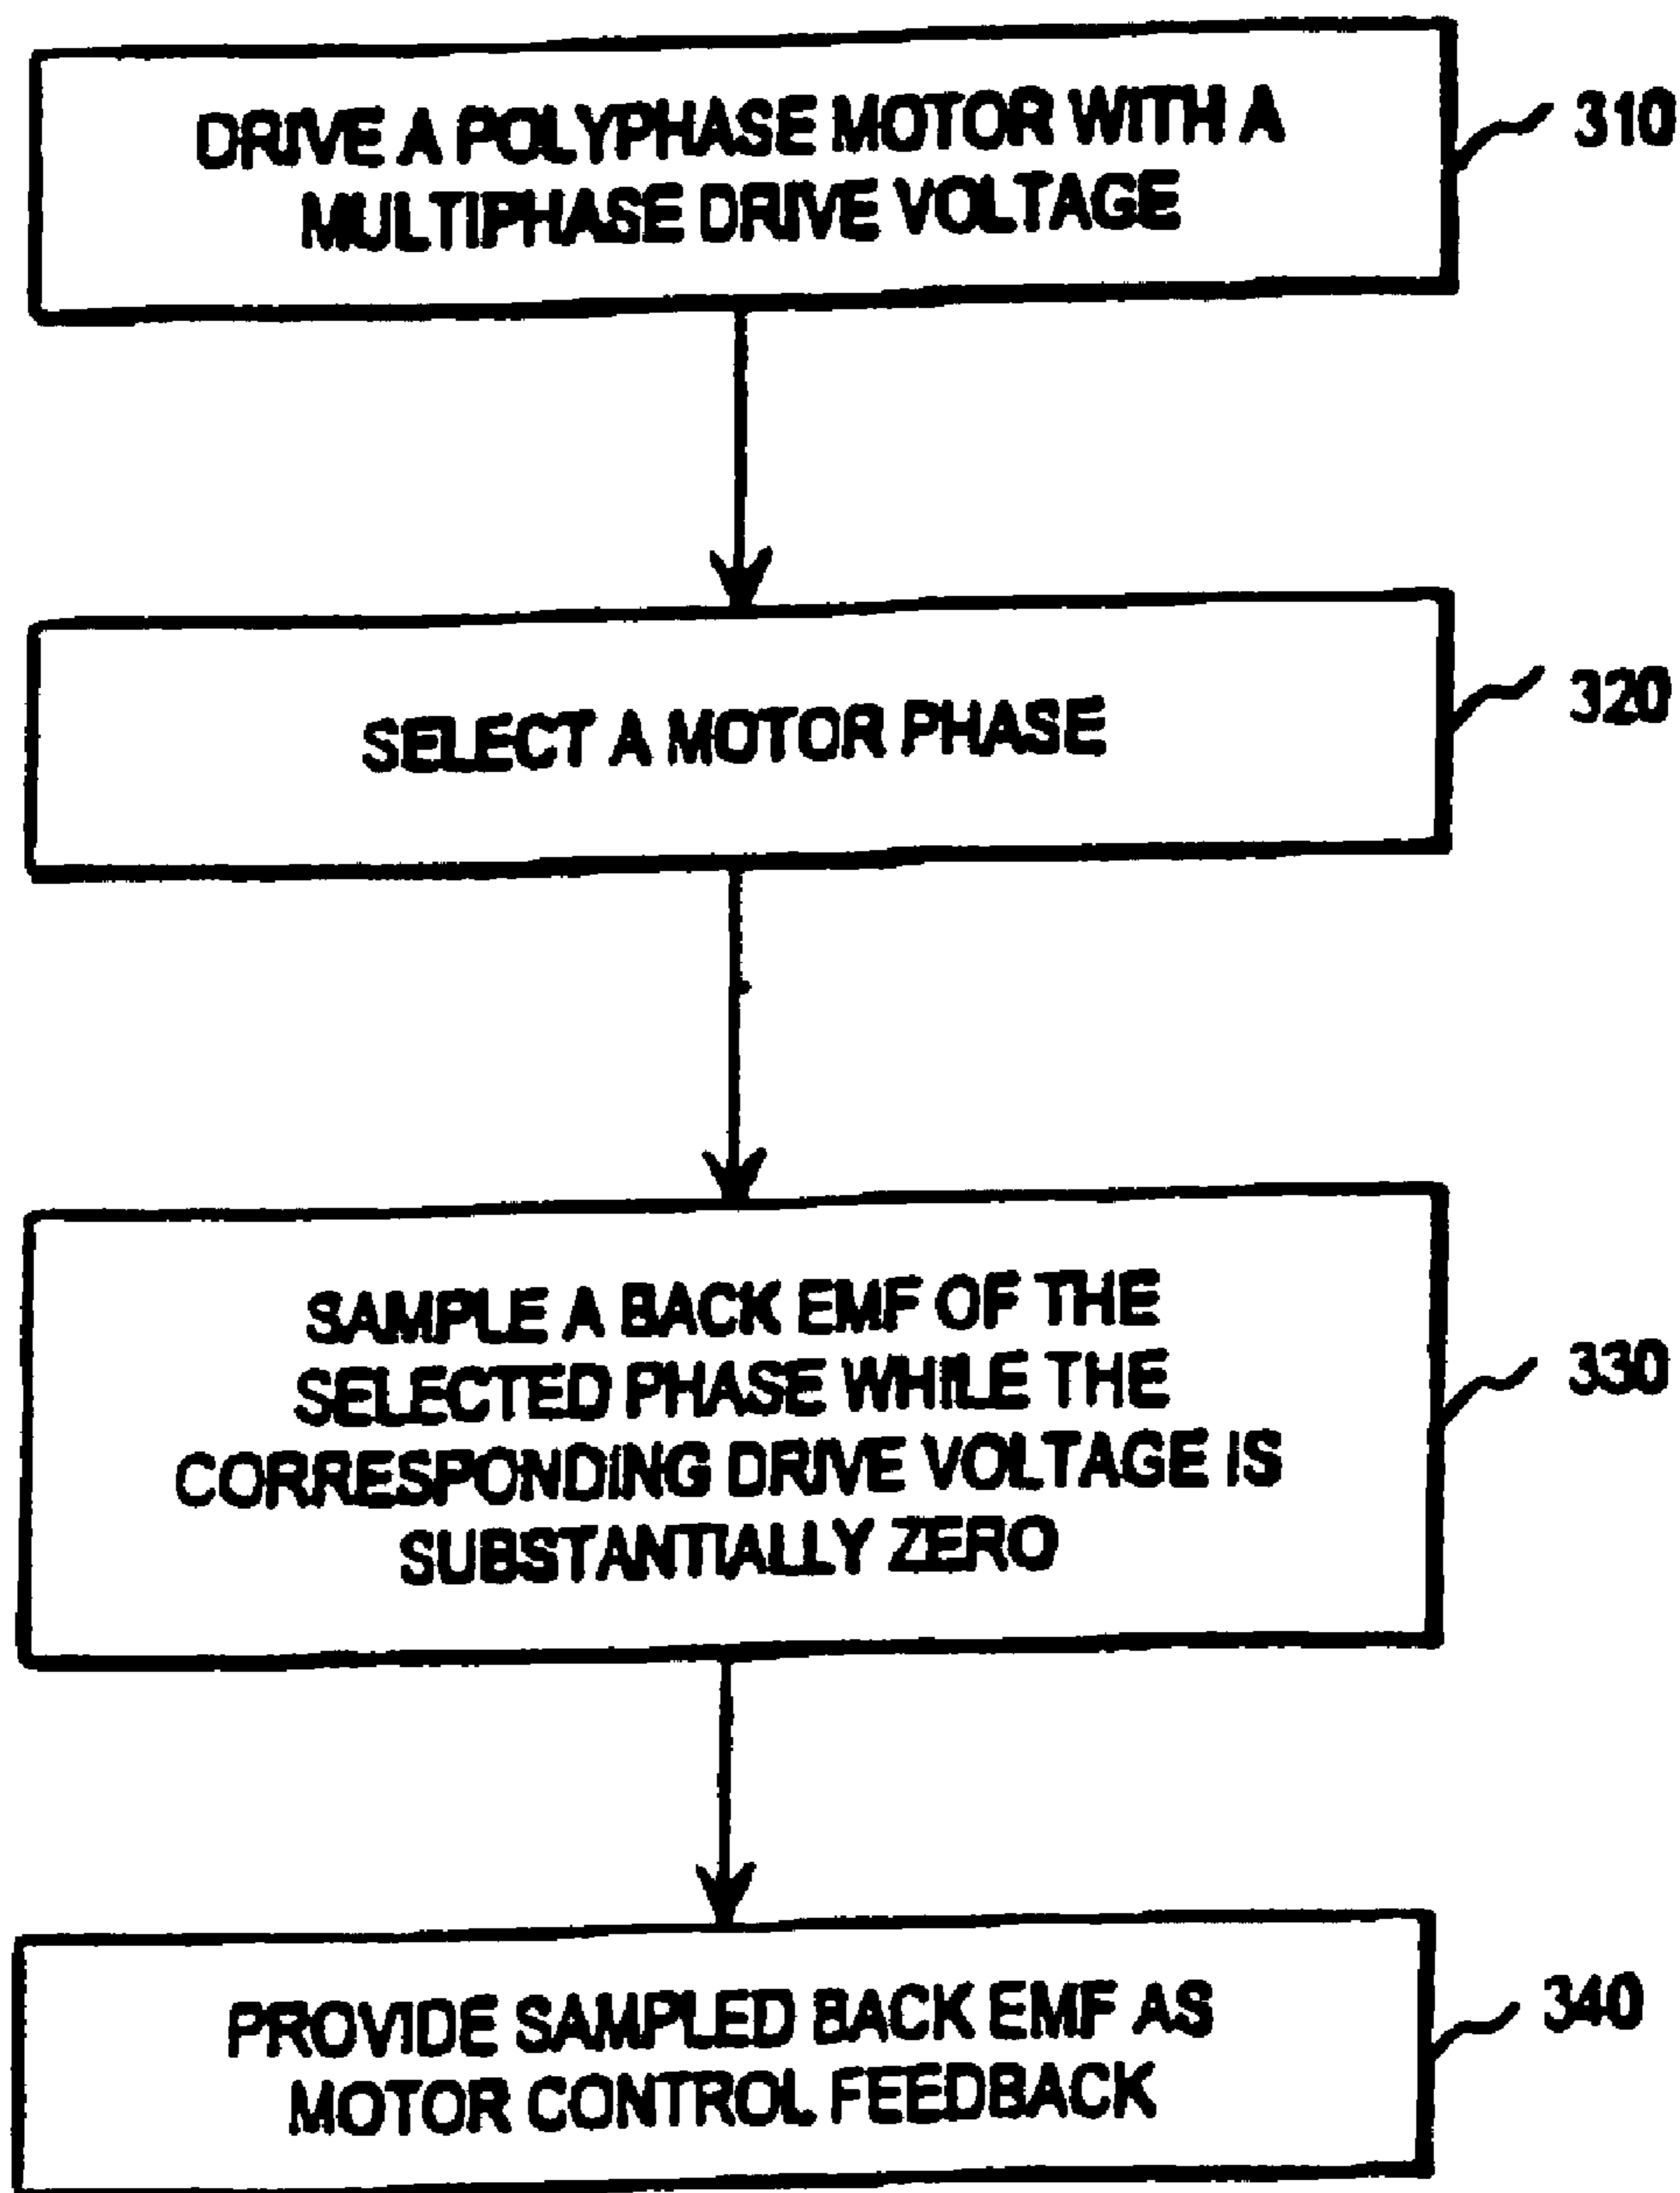 DRIVE A POLYPHASE MOTOR WITH A
MULTIPHASE DRIVE VOLTAGE
310
SELECT A MOTOR PHASE
320
SAMPLE A BACK EMF OF THE
SELECTED PHASE WHILE THE
CORRESPONDING DRIVE VOLTAGE IS
SUBSTANTIALLY ZERO
330
PROVIDE SAMPLED BACK EMF AS
MOTOR CONTROL FEEDBACK
340